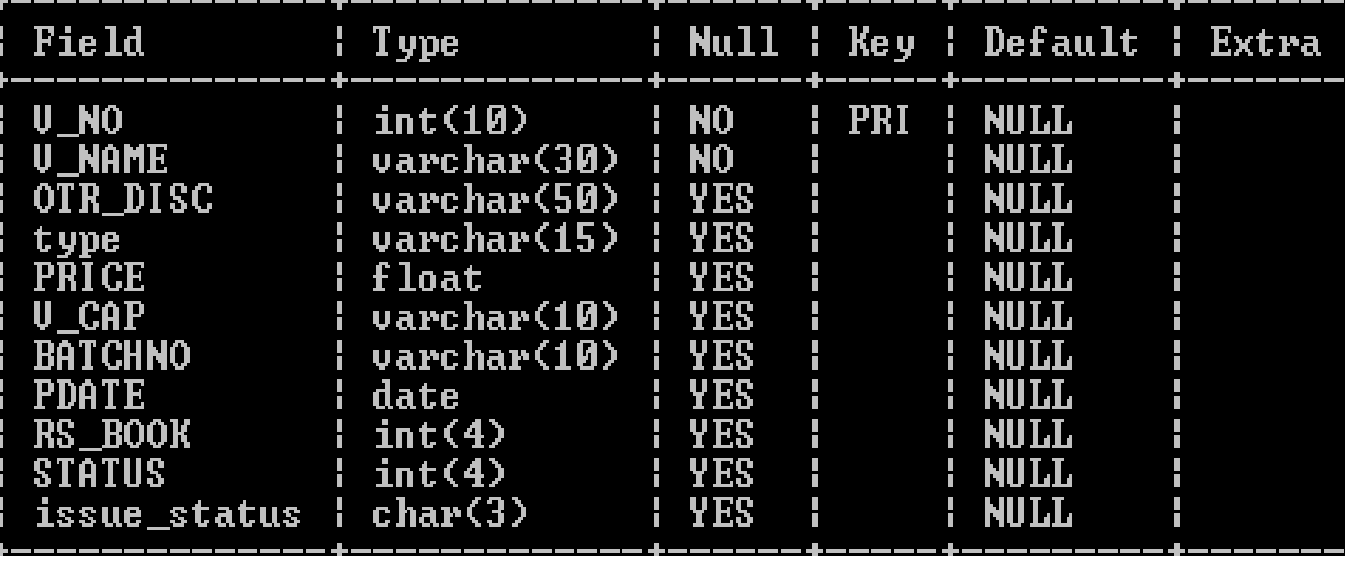 Field | Type | Null | Key | Default | Extra
V_NO | int(10) | NO | PRI | NULL |
V_NAME | varchar(30) | NO | | NULL |
OTR_DISC | varchar(50) | YES | | NULL |
type | varchar(15) | YES | | NULL |
PRICE | float | YES | | NULL |
V_CAP | varchar(10) | YES | | NULL |
BATCHNO | varchar(10) | YES | | NULL |
PDATE | date | YES | | NULL |
RS_BOOK | int(4) | YES | | NULL |
STATUS | int(4) | YES | | NULL |
issue_status | char(3) | YES | | NULL |